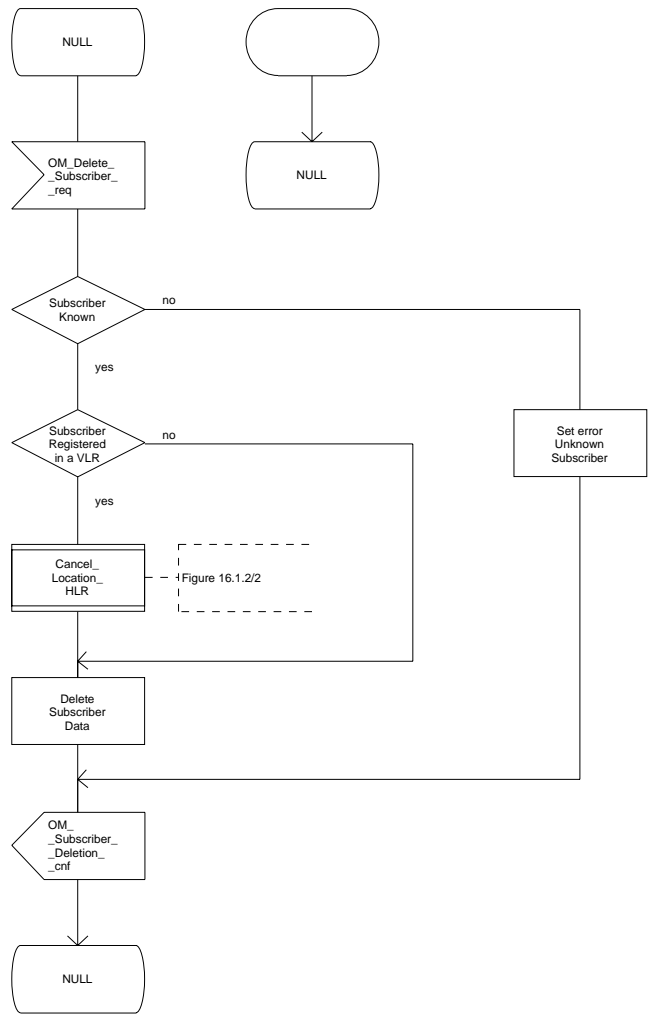 NULL
OM_Delete_
_Subscriber_
_req
NULL
Subscriber
Known
no
yes
Subscriber
Registered
in a VLR
no
Set error
Unknown
Subscriber
yes
Cancel_
Location_
HLR
Figure 16.1.2/2
Delete
Subscriber
Data
OM_
_Subscriber_
_Deletion_
_cnf
NULL